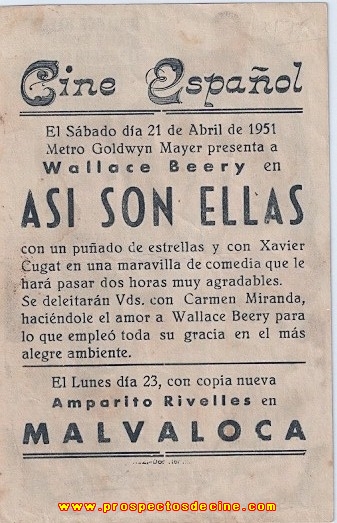 Cine Español
El Sábado día 21 de Abril de 1951
Metro Goldwyn Mayer presenta a
Wallace Beery en
ASI SON ELLAS
con un puñado de estrellas y con Xavier
Cugat en una maravilla de comedia que le
hará pasar dos horas muy agradables.
Se deleitarán Vds. con Carmen Miranda,
haciéndole el amor a Wallace Beery para
lo que empleó toda su gracia en el más
alegre ambiente.
El Lunes día 23, con copia nueva
Amparito Rivelles en
MALVALOCA
www.prospectosdecine.com